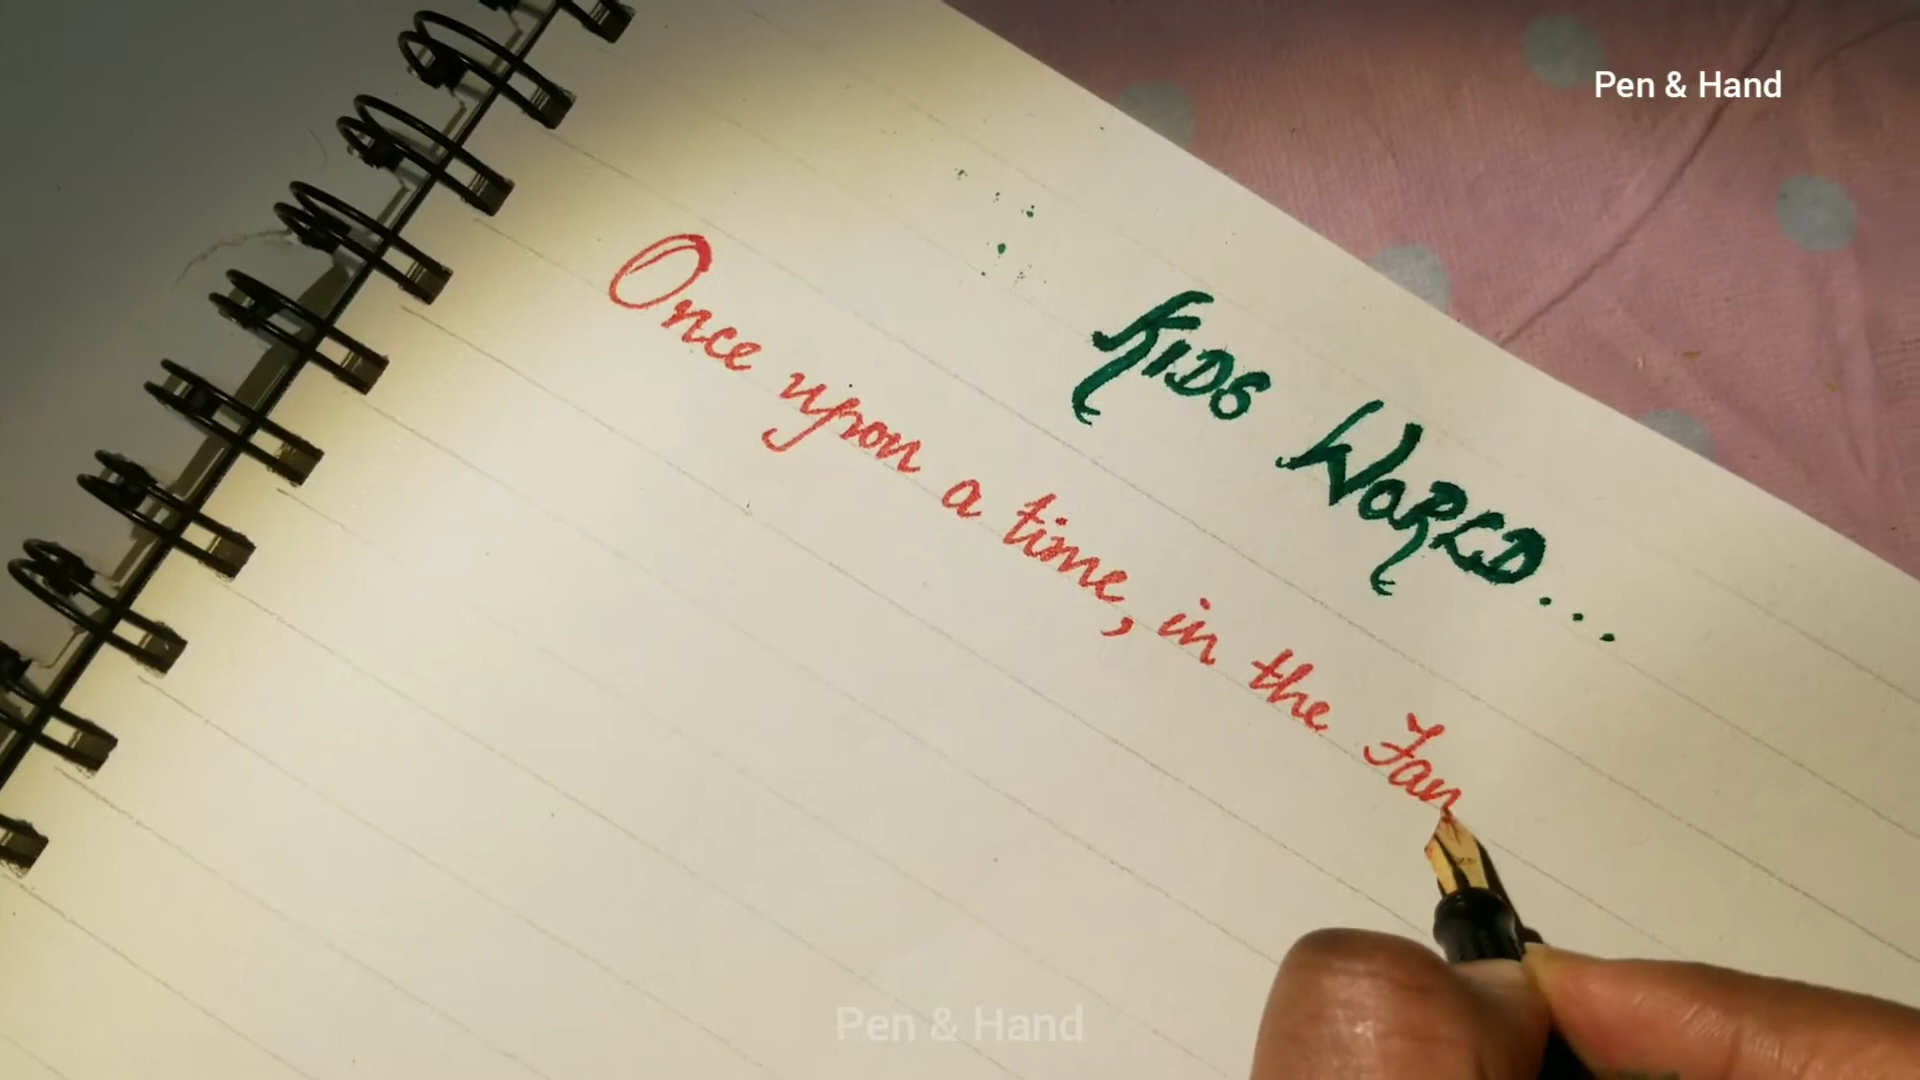 Pen & Hand
KIDS WORLD...
Once upon a time, in the Fan
Pen & Hand